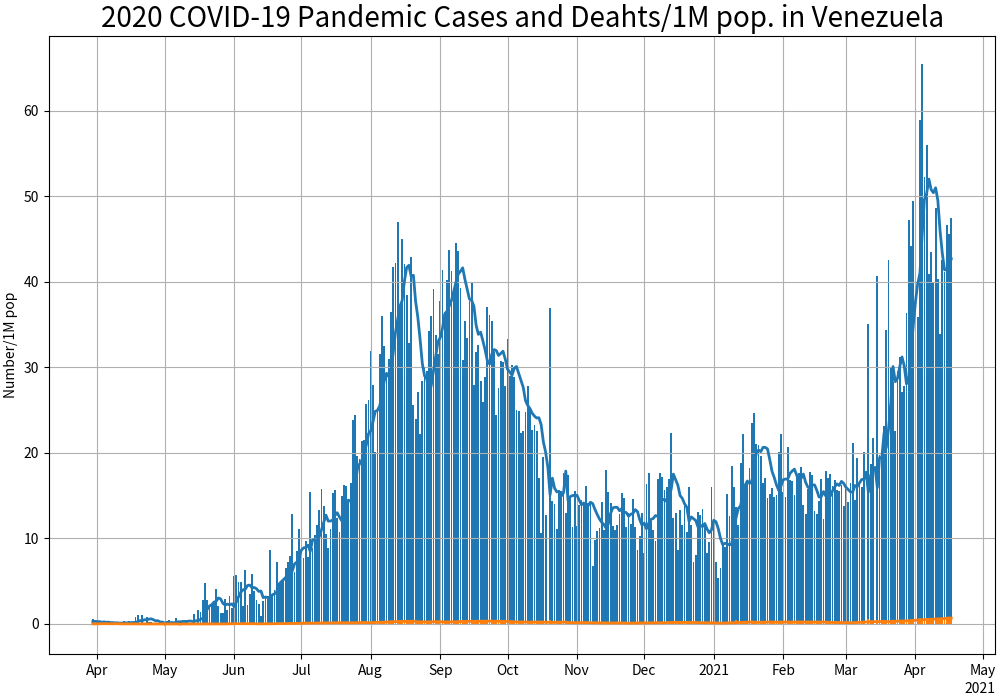 2020 COVID-19 Pandemic Cases and Deahts/1M pop. in Venezuela
Number/1M pop
60
50
40
30
20
10
0
Apr May Jun Jul Aug Sep Oct Nov Dec 2021 Feb Mar Apr May
2021